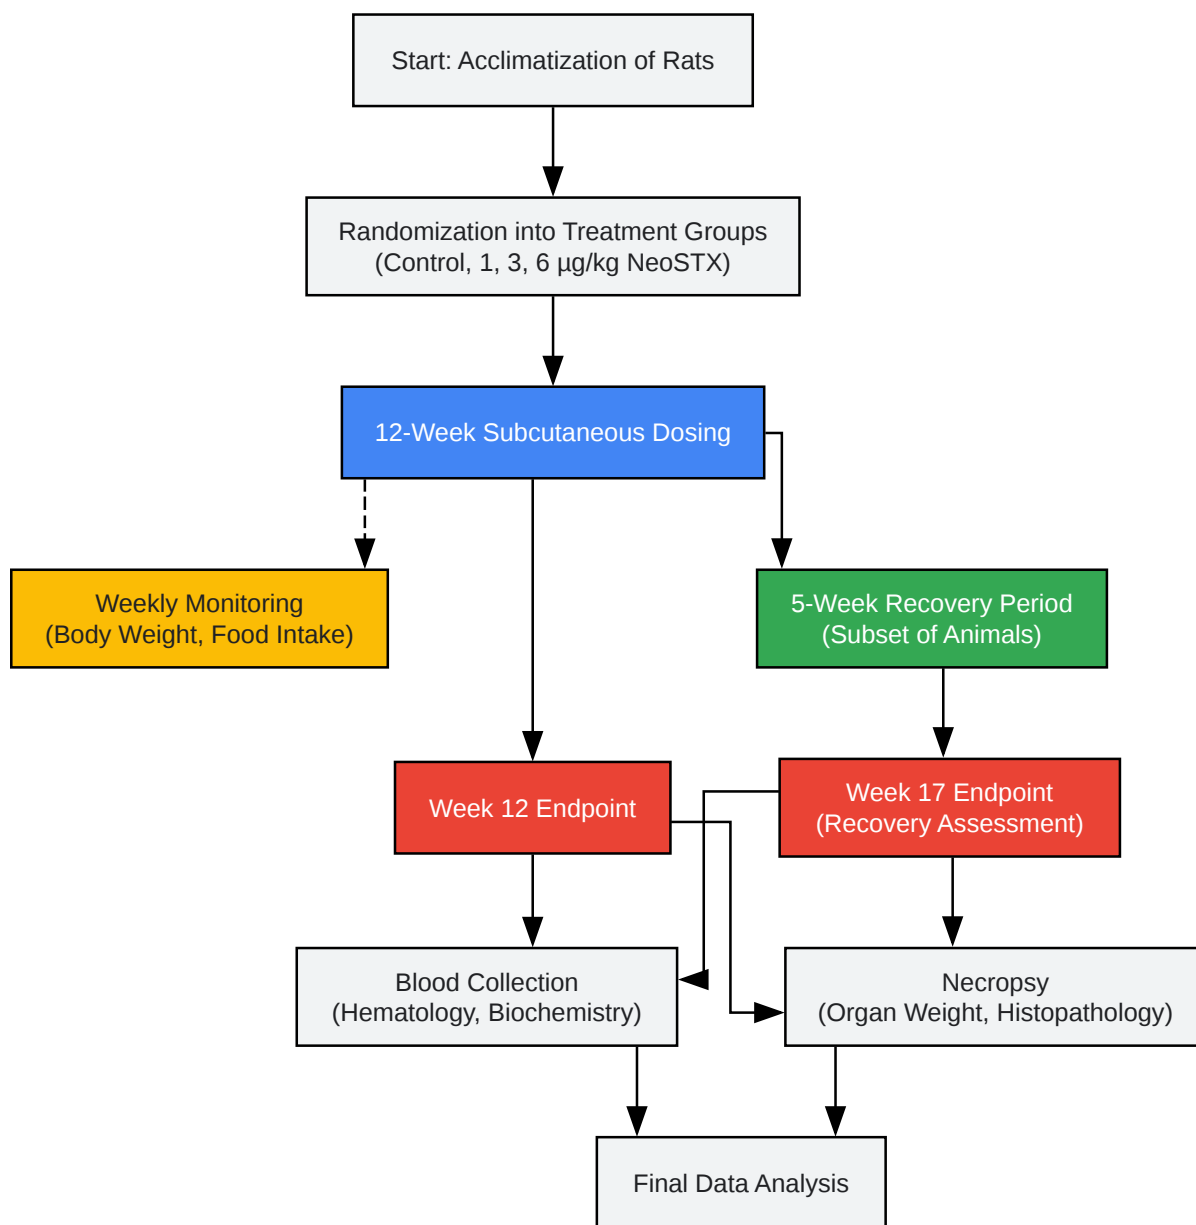 Start: Acclimatization of Rats
Randomization into Treatment Groups
(Control, 1, 3, 6 µg/kg NeoSTX)
12-Week Subcutaneous Dosing
Weekly Monitoring
(Body Weight, Food Intake)
5-Week Recovery Period
(Subset of Animals)
Week 12 Endpoint
Week 17 Endpoint
(Recovery Assessment)
Blood Collection
(Hematology, Biochemistry)
Necropsy
(Organ Weight, Histopathology)
Final Data Analysis